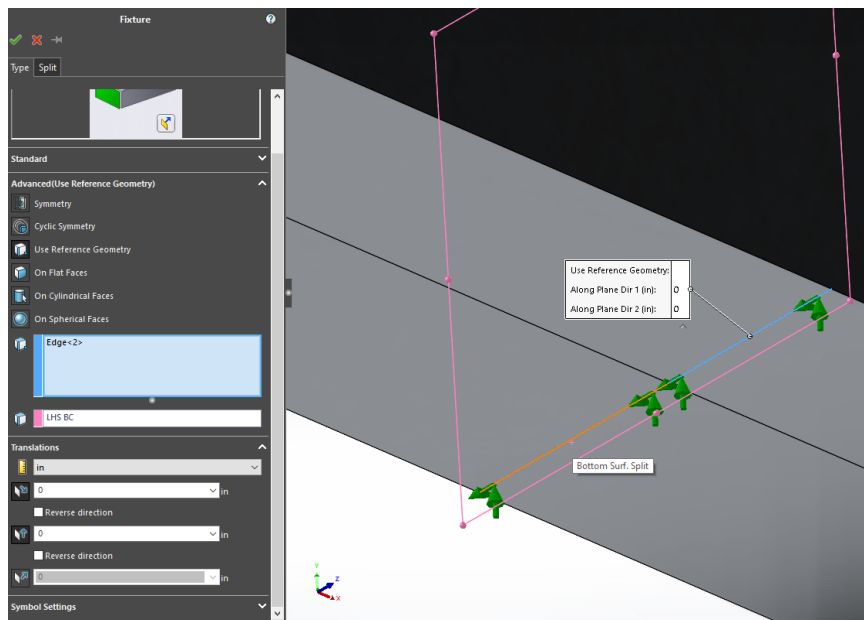 Fixture
?
Type
Split
Standard
Advanced(Use Reference Geometry)
Symmetry
Cyclic Symmetry
Use Reference Geometry
On Flat Faces
On Cylindrical Faces
On Spherical Faces
Edge<2>
LHS BC
Translations
in
0 in
Reverse direction
0 in
Reverse direction
0 in
Symbol Settings
Use Reference Geometry:
Along Plane Dir 1 (in): 0
Along Plane Dir 2 (in): 0
Bottom Surf. Split
Y
Z
X